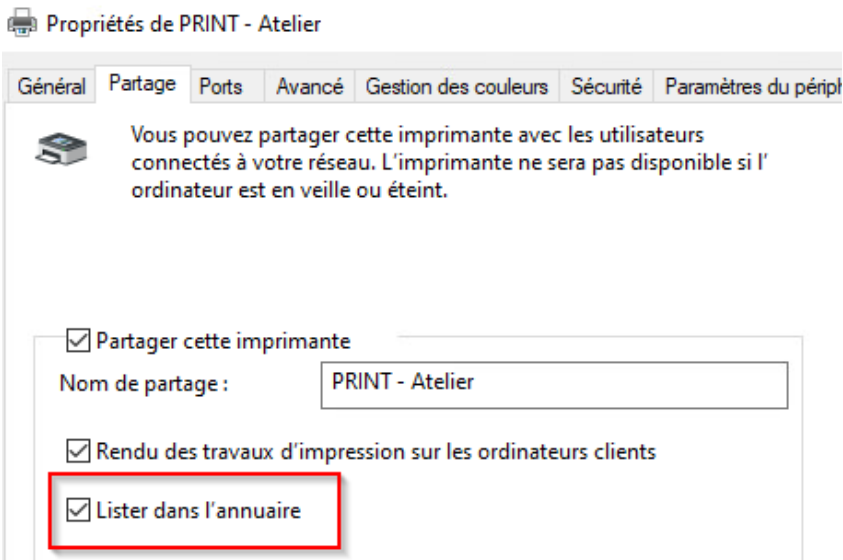 Propriétés de PRINT - Atelier
Général Partage Ports Avancé Gestion des couleurs Sécurité Paramètres du périph
Vous pouvez partager cette imprimante avec les utilisateurs
connectés à votre réseau. L'imprimante ne sera pas disponible si l'
ordinateur est en veille ou éteint.
Partager cette imprimante
Nom de partage : PRINT - Atelier
Rendu des travaux d'impression sur les ordinateurs clients
Lister dans l'annuaire